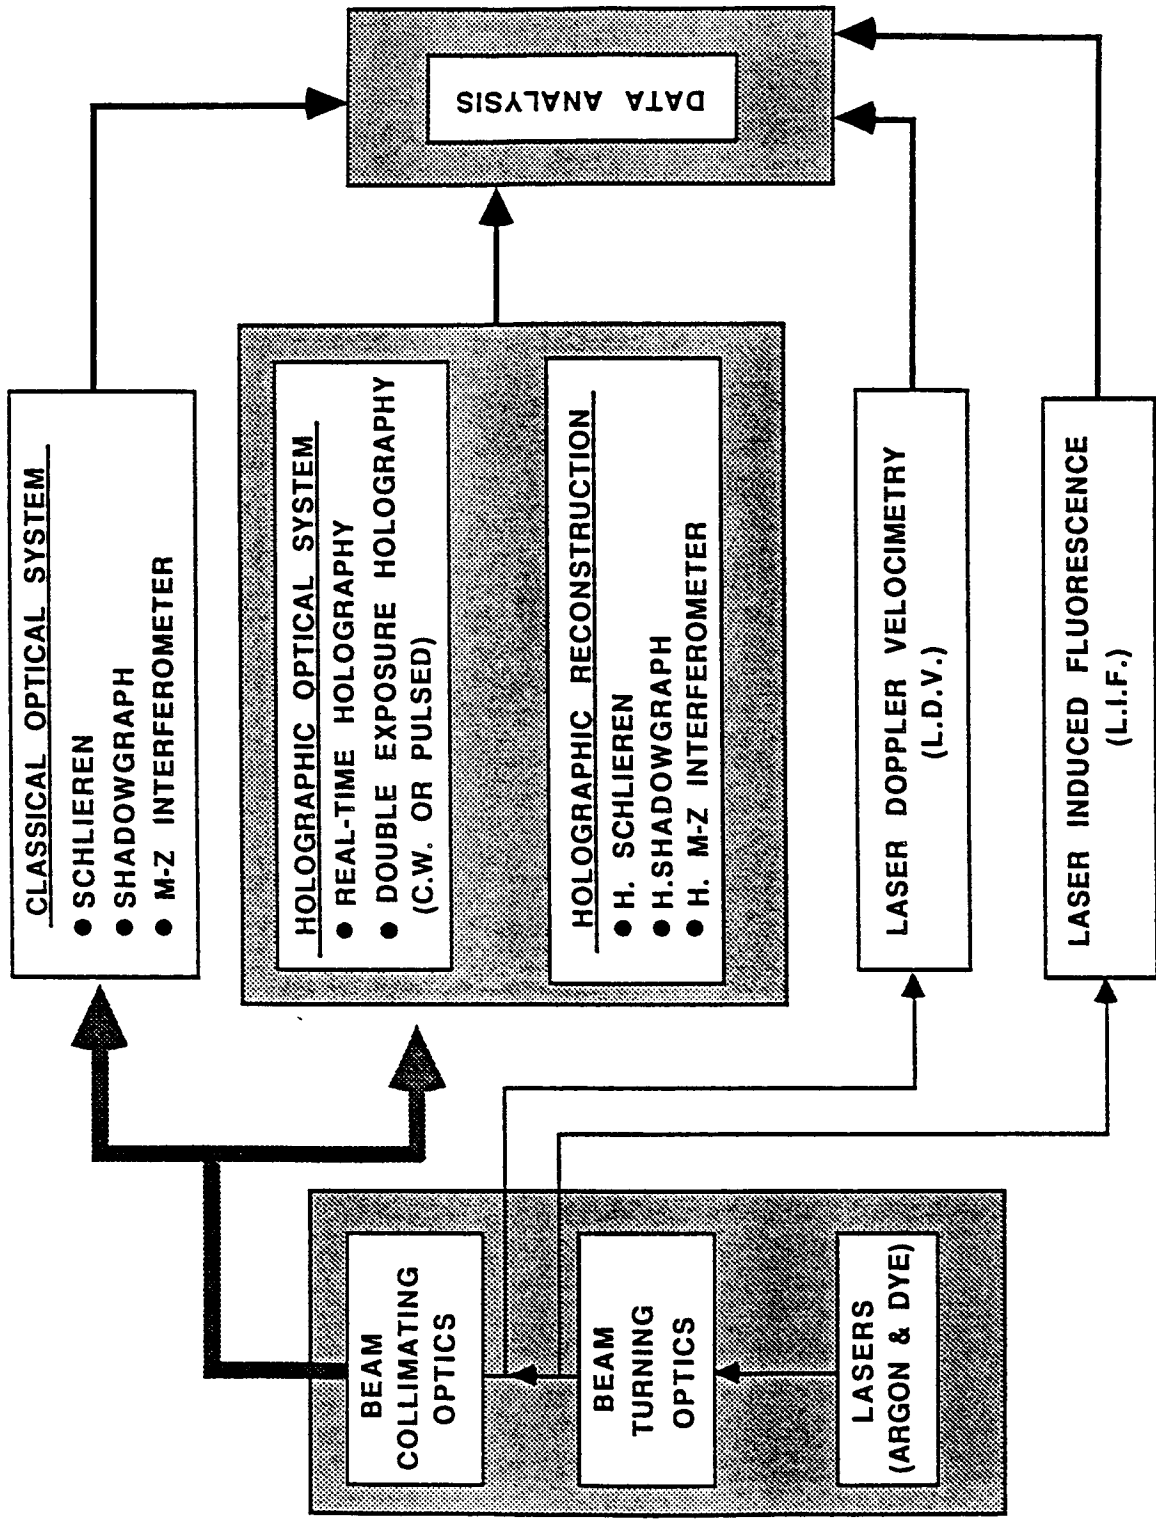 BEAM
COLLIMATING
OPTICS
BEAM
TURNING
OPTICS
LASERS
(ARGON & DYE)
CLASSICAL OPTICAL SYSTEM
● SCHLIEREN
● SHADOWGRAPH
● M-Z INTERFEROMETER
HOLOGRAPHIC OPTICAL SYSTEM
● REAL-TIME HOLOGRAPHY
● DOUBLE EXPOSURE HOLOGRAPHY
(C.W. OR PULSED)
HOLOGRAPHIC RECONSTRUCTION
● H. SCHLIEREN
● H.SHADOWGRAPH
● H. M-Z INTERFEROMETER
LASER DOPPLER VELOCIMETRY
(L.D.V.)
LASER INDUCED FLUORESCENCE
(L.I.F.)
DATA ANALYSIS